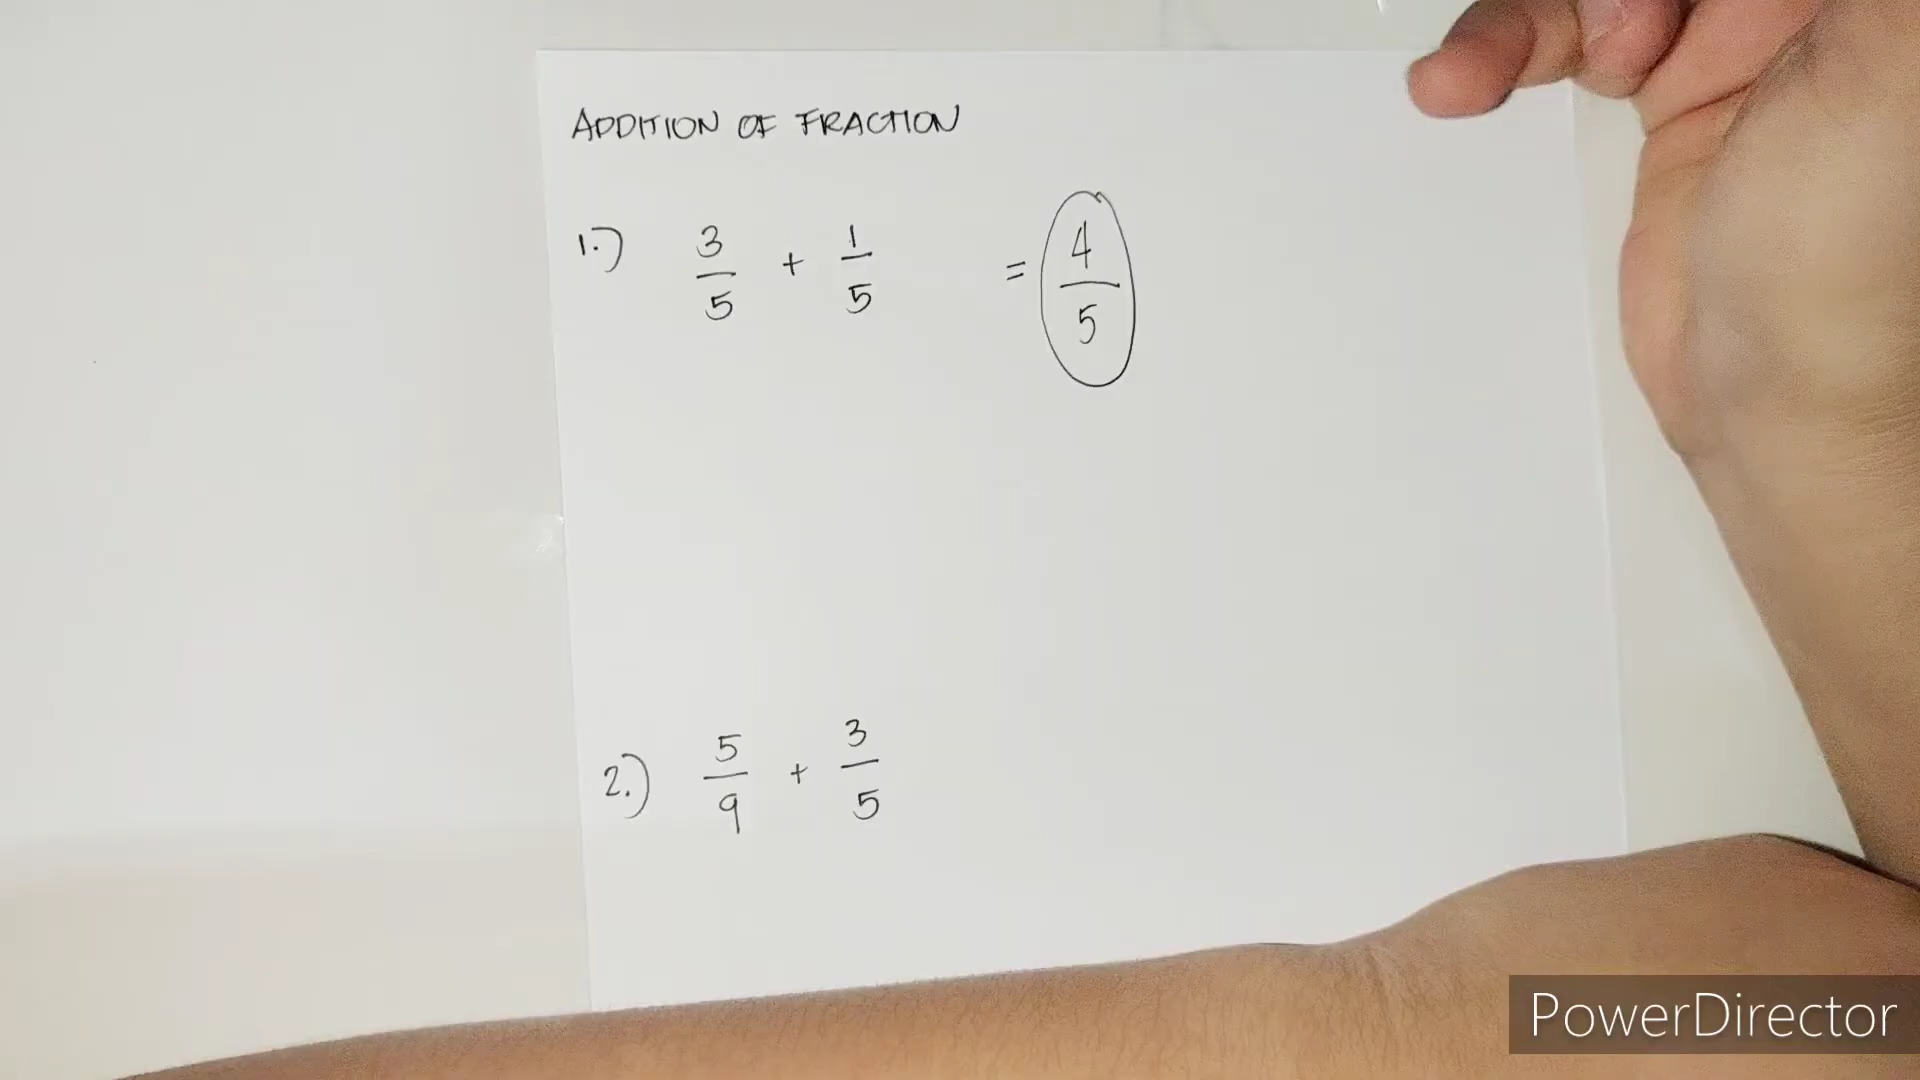 ADDITION OF FRACTION
1.) 3/5 + 1/5 = 4/5
2.) 5/9 + 3/5
PowerDirector